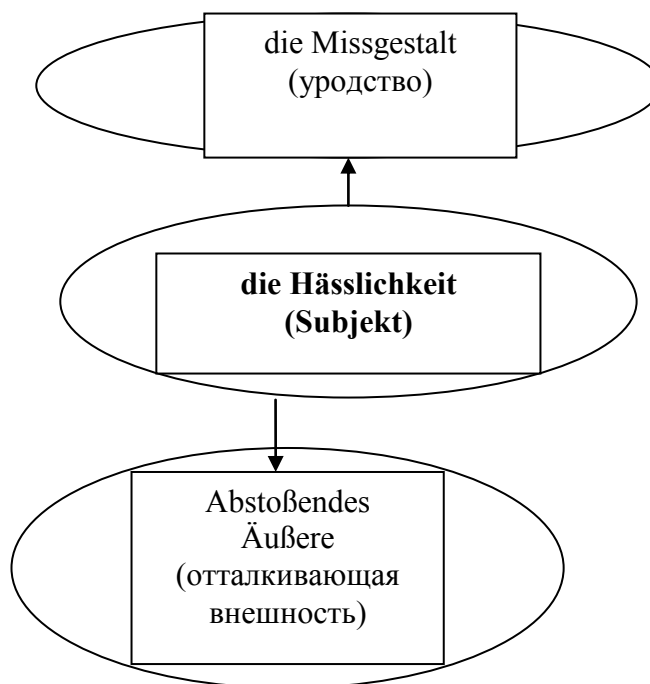 die Missgestalt
(уродство)
die Hässlichkeit
(Subjekt)
Abstoßendes
Äußere
(отталкивающая
внешность)